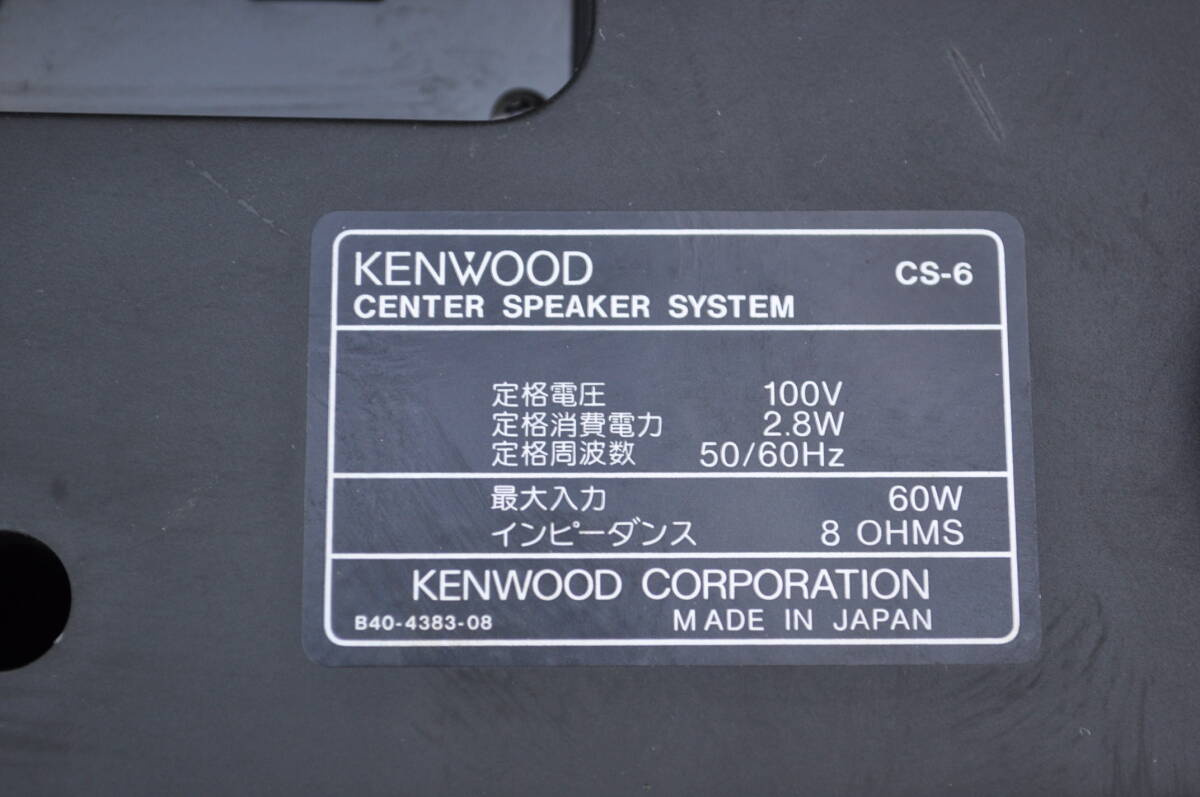 KENWOOD CS-6
CENTER SPEAKER SYSTEM
定格電圧 100V
定格消費電力 2.8W
定格周波数 50/60Hz
最大入力 60W
インピーダンス 8 OHMS
KENWOOD CORPORATION
B40-4383-08 MADE IN JAPAN